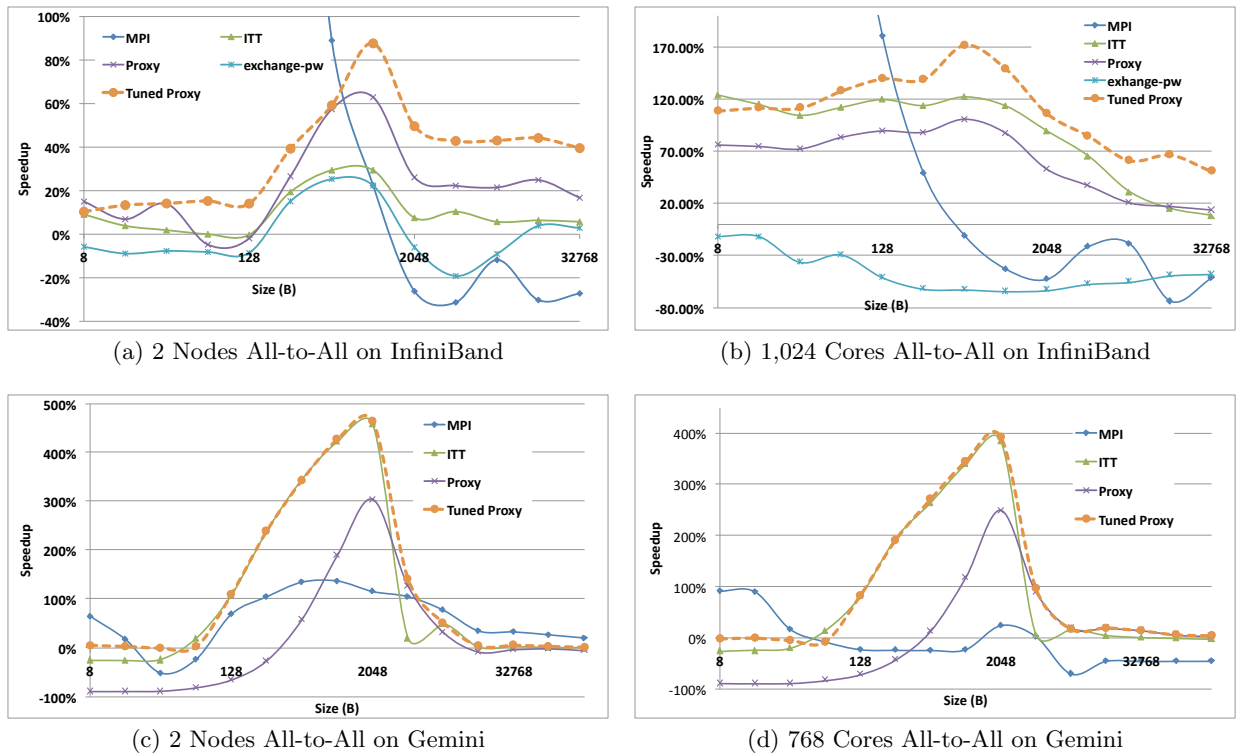 100%
80%
60%
40%
20%
0%
-20%
-40%
Speedup
MPI
ITT
Proxy
exchange-pw
Tuned Proxy
8
128
2048
32768
Size (B)
(a) 2 Nodes All-to-All on InfiniBand
170.00%
120.00%
70.00%
20.00%
-30.00%
-80.00%
Speedup
MPI
ITT
Proxy
exhange-pw
Tuned Proxy
8
128
2048
32768
Size (B)
(b) 1,024 Cores All-to-All on InfiniBand
500%
400%
300%
200%
100%
0%
-100%
Speedup
MPI
ITT
Proxy
Tuned Proxy
8
128
2048
32768
Size (B)
(c) 2 Nodes All-to-All on Gemini
400%
300%
200%
100%
0%
-100%
Speedup
MPI
ITT
Proxy
Tuned Proxy
8
128
2048
32768
Size (B)
(d) 768 Cores All-to-All on Gemini